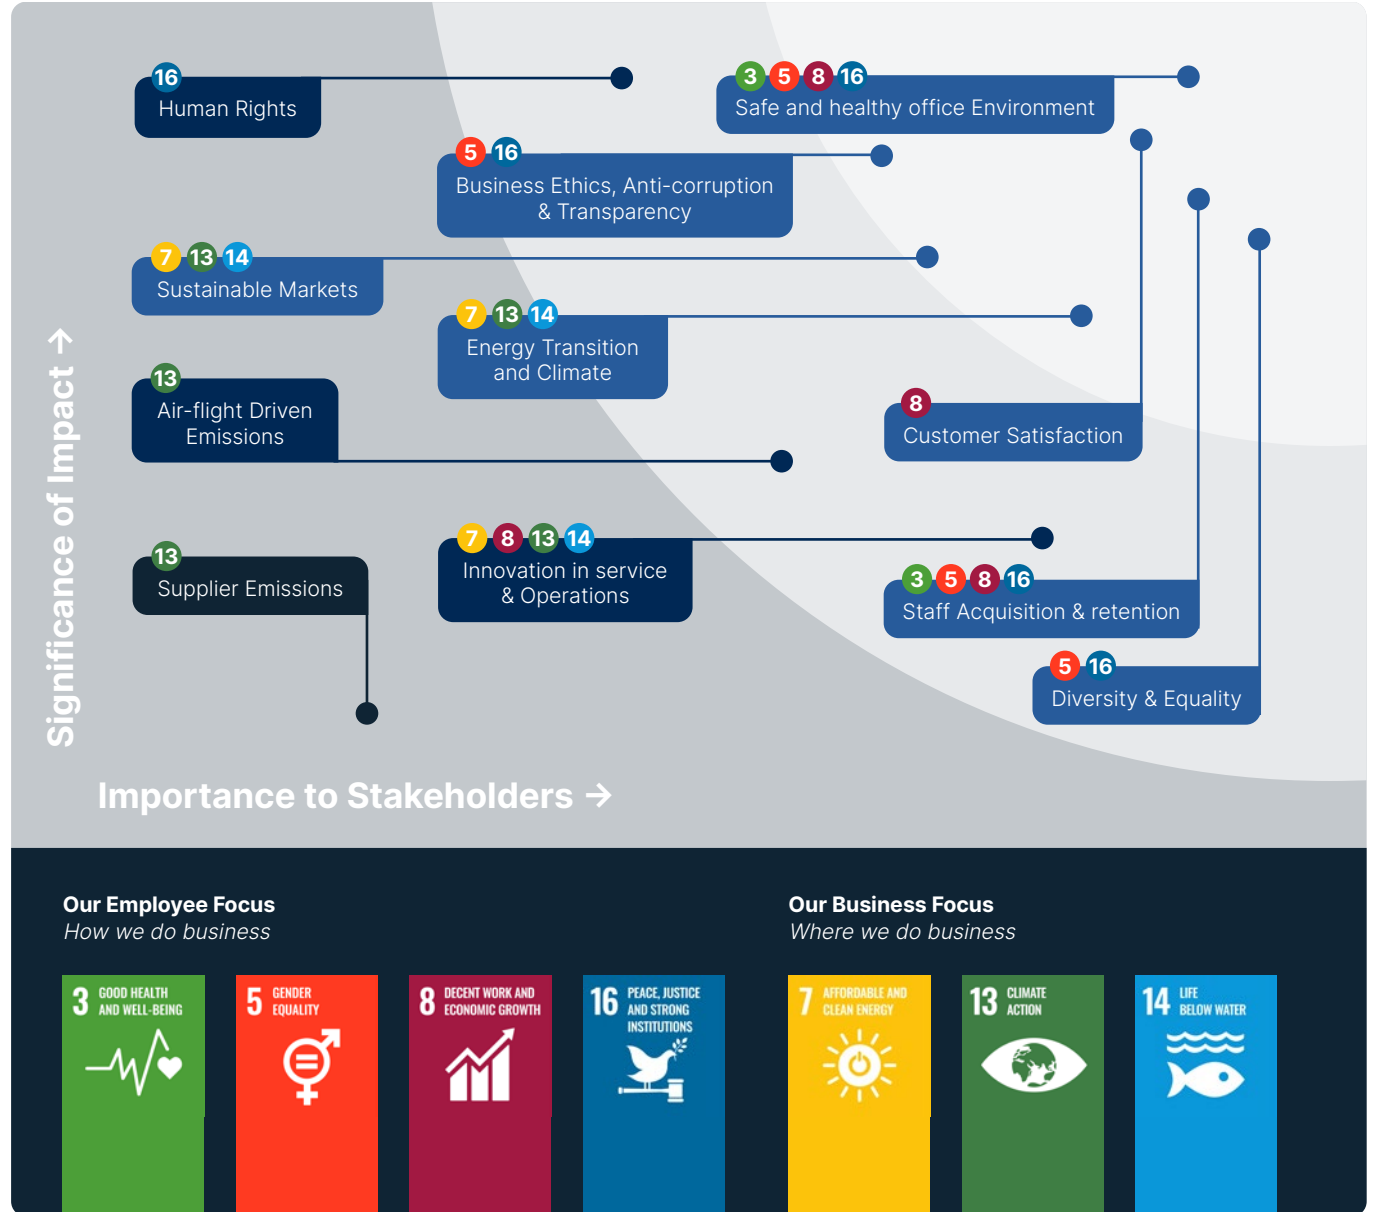 16
Human Rights
3 5 8 16
Safe and healthy office Environment
5 16
Business Ethics, Anti-corruption
& Transparency
7 13 14
Sustainable Markets
7 13 14
Energy Transition
and Climate
13
Air-flight Driven
Emissions
8
Customer Satisfaction
13
Supplier Emissions
7 8 13 14
Innovation in service
& Operations
3 5 8 16
Staff Acquisition & retention
5 16
Diversity & Equality
Significance of Impact →
Importance to Stakeholders →
Our Employee Focus
How we do business
Our Business Focus
Where we do business
3 GOOD HEALTH
AND WELL-BEING
5 GENDER
EQUALITY
8 DECENT WORK AND
ECONOMIC GROWTH
16 PEACE, JUSTICE
AND STRONG
INSTITUTIONS
7 AFFORDABLE AND
CLEAN ENERGY
13 CLIMATE
ACTION
14 LIFE
BELOW WATER